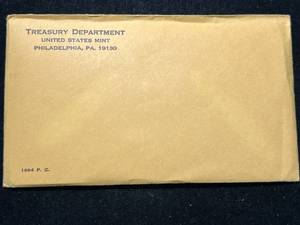 TREASURY DEPARTMENT
UNITED STATES MINT
PHILADELPHIA, PA. 19130
1964 P. C.